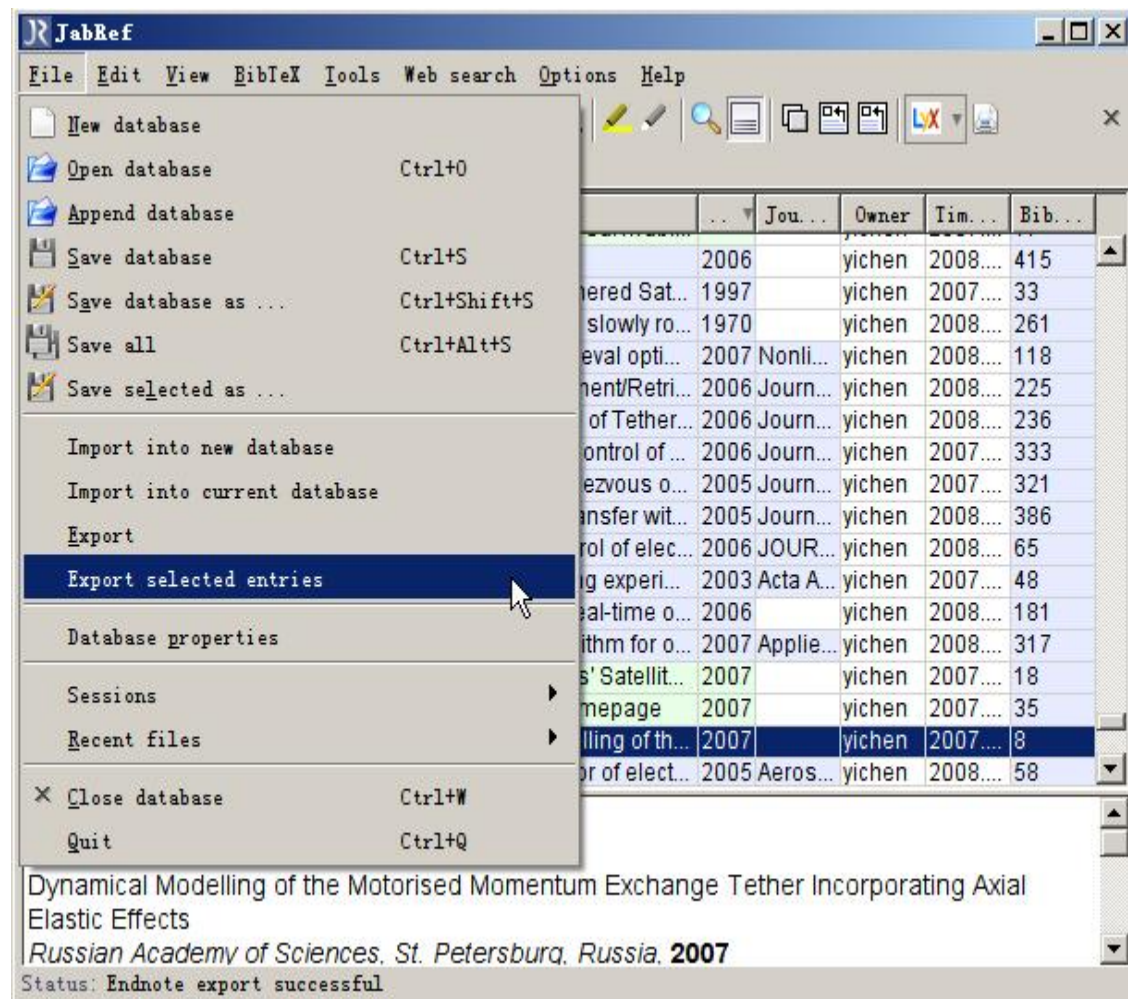 JabRef
File Edit View BibTeX Tools Web search Options Help
New database
Open database Ctrl+O
Append database
Save database Ctrl+S
Save database as ... Ctrl+Shift+S
Save all Ctrl+Alt+S
Save selected as ...
Import into new database
Import into current database
Export
Export selected entries
Database properties
Sessions
Recent files
Close database Ctrl+W
Quit Ctrl+Q
LyX
.. Jou... Owner Tim... Bib...
2006 yichen 2008.... 415
hered Sat... 1997 yichen 2007.... 33
slowly ro... 1970 yichen 2008.... 261
eval opti... 2007 Nonli... yichen 2008.... 118
nent/Retri... 2006 Journ... yichen 2008.... 225
of Tether... 2006 Journ... yichen 2008.... 236
ontrol of ... 2006 Journ... yichen 2007.... 333
ezvous o... 2005 Journ... yichen 2007.... 321
ansfer wit... 2005 Journ... yichen 2008.... 386
rol of elec... 2006 JOUR... yichen 2008.... 65
ng experi... 2003 Acta A... yichen 2007.... 48
eal-time o... 2006 yichen 2008.... 181
ithm for o... 2007 Applie... yichen 2008.... 317
s' Satellit... 2007 yichen 2007.... 18
mepage 2007 yichen 2007.... 35
lling of th... 2007 yichen 2007.... 8
or of elect... 2005 Aeros... yichen 2008.... 58
Dynamical Modelling of the Motorised Momentum Exchange Tether Incorporating Axial
Elastic Effects
Russian Academy of Sciences, St. Petersburg, Russia, 2007
Status: Endnote export successful